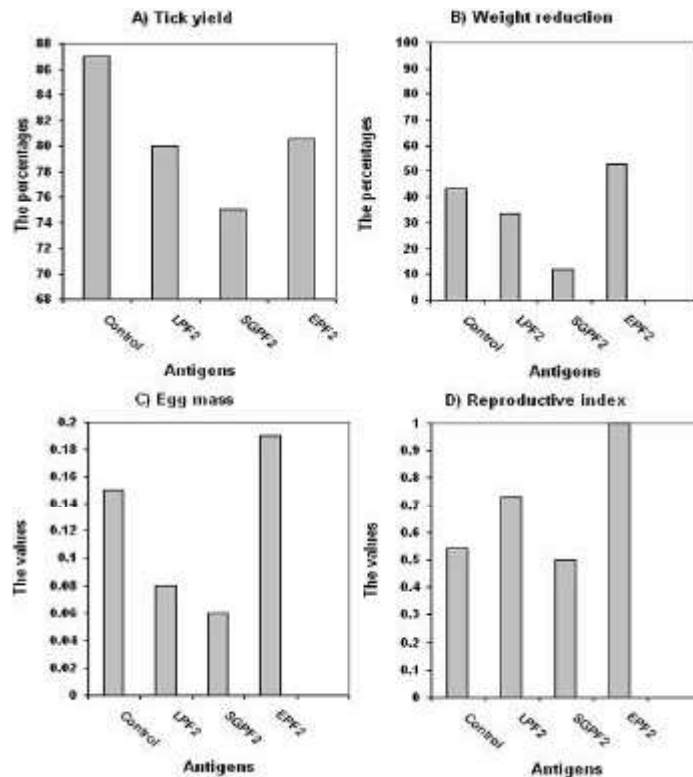 A) Tick yield
The percentages
88
86
84
82
80
78
76
74
72
70
68
Control
LPF2
SGPF2
EPF2
Antigens
B) Weight reduction
The percentages
100
90
80
70
60
50
40
30
20
10
0
Control
LPF2
SGPF2
EPF2
Antigens
C) Egg mass
The values
0.2
0.18
0.16
0.14
0.12
0.1
0.08
0.06
0.04
0.02
0
Control
LPF2
SGPF2
EPF2
Antigens
D) Reproductive index
The values
1
0.9
0.8
0.7
0.6
0.5
0.4
0.3
0.2
0.1
0
Control
LPF2
SGPF2
EPF2
Antigens